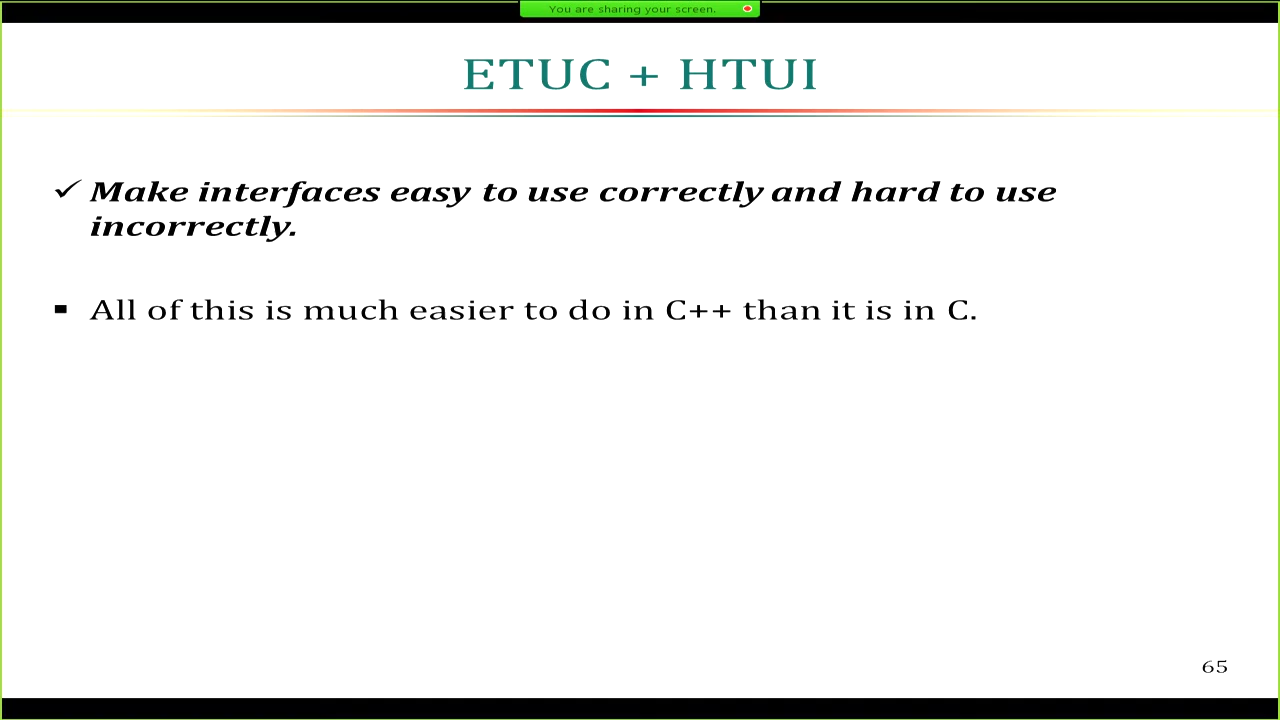 You are sharing your screen.
ETUC + HTUI
✓ Make interfaces easy to use correctly and hard to use
incorrectly.
▪ All of this is much easier to do in C++ than it is in C.
65